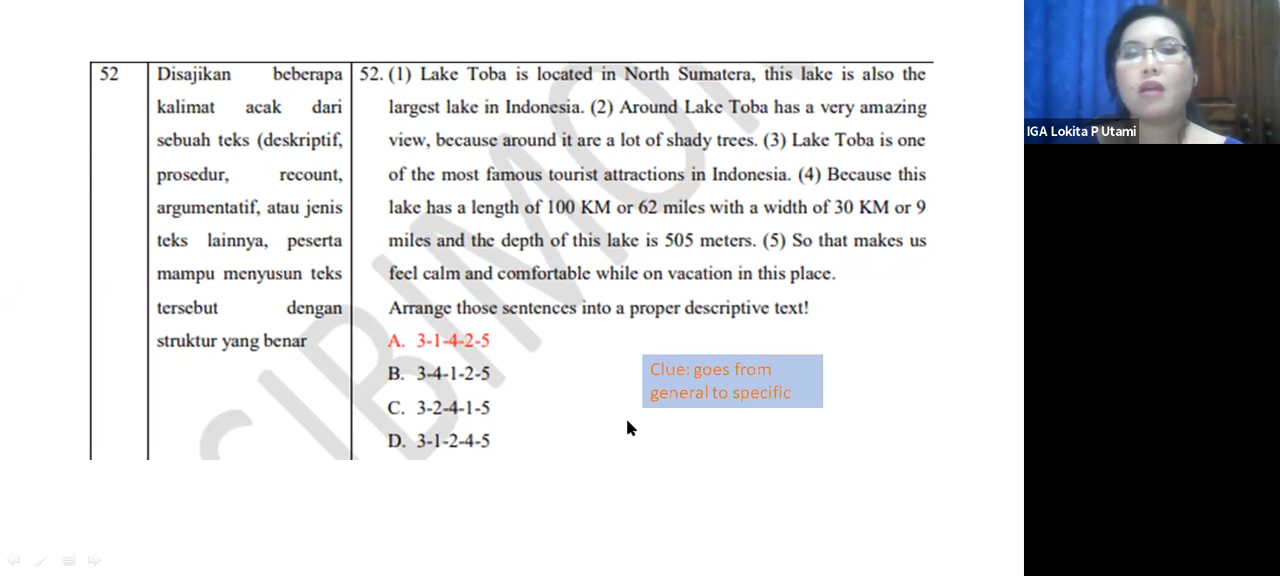 52
Disajikan beberapa
kalimat acak dari
sebuah teks (deskriptif,
prosedur, recount,
argumentatif, atau jenis
teks lainnya, peserta
mampu menyusun teks
tersebut dengan
struktur yang benar
52. (1) Lake Toba is located in North Sumatera, this lake is also the
largest lake in Indonesia. (2) Around Lake Toba has a very amazing
view, because around it are a lot of shady trees. (3) Lake Toba is one
of the most famous tourist attractions in Indonesia. (4) Because this
lake has a length of 100 KM or 62 miles with a width of 30 KM or 9
miles and the depth of this lake is 505 meters. (5) So that makes us
feel calm and comfortable while on vacation in this place.
Arrange those sentences into a proper descriptive text!
A. 3-1-4-2-5
B. 3-4-1-2-5
C. 3-2-4-1-5
D. 3-1-2-4-5
Clue: goes from
general to specific
IGA Lokita P Utami